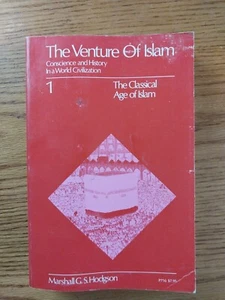 The Venture Of Islam
Conscience and History
In a World Civilization
1
The Classical
Age of Islam
Marshall G. S. Hodgson